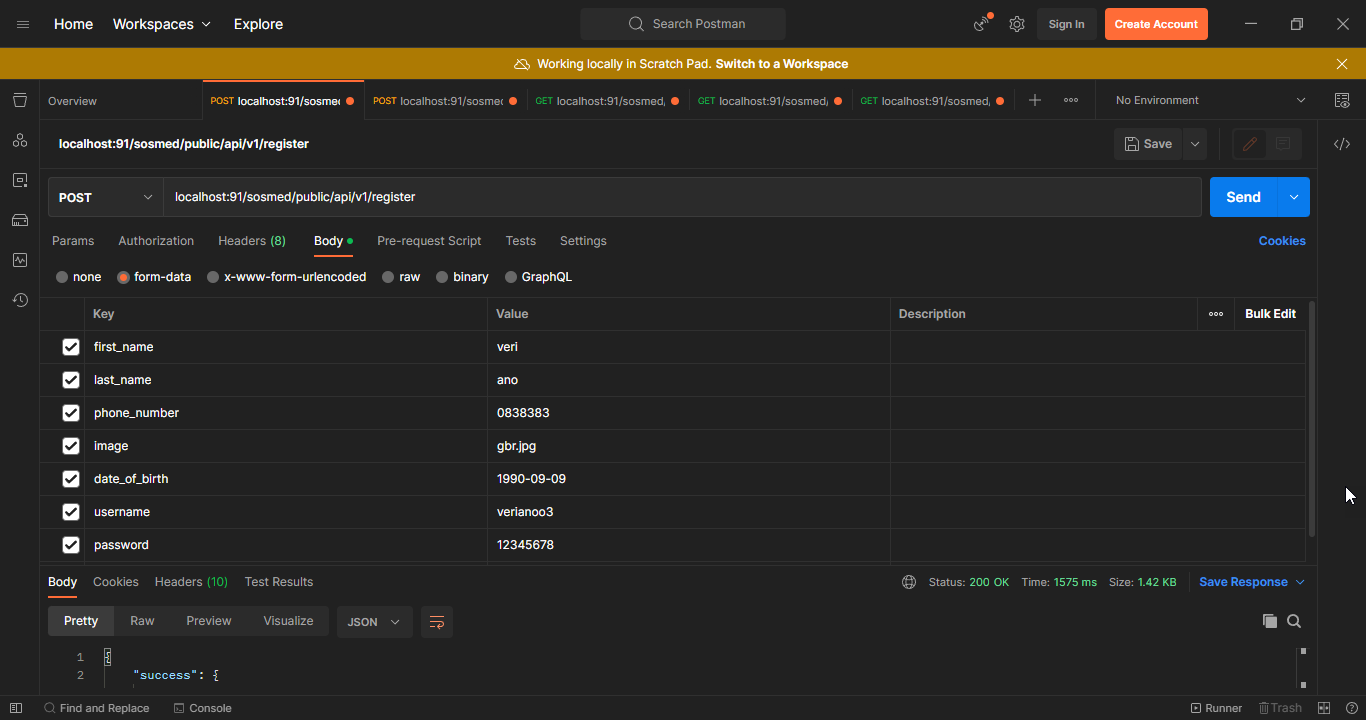 Home Workspaces Explore Search Postman Sign In Create Account
Working locally in Scratch Pad. Switch to a Workspace
Overview POST localhost:91/sosmed POST localhost:91/sosmed GET localhost:91/sosmed, GET localhost:91/sosmed, GET localhost:91/sosmed, No Environment
localhost:91/sosmed/public/api/v1/register Save
POST localhost:91/sosmed/public/api/v1/register Send
Params Authorization Headers (8) Body Pre-request Script Tests Settings Cookies
none form-data x-www-form-urlencoded raw binary GraphQL
Key Value Description Bulk Edit
first_name veri
last_name ano
phone_number 0838383
image gbr.jpg
date_of_birth 1990-09-09
username verianoo3
password 12345678
Body Cookies Headers (10) Test Results Status: 200 OK Time: 1575 ms Size: 1.42 KB Save Response
Pretty Raw Preview Visualize JSON
1 {
2 "success": {
Find and Replace Console Runner Trash